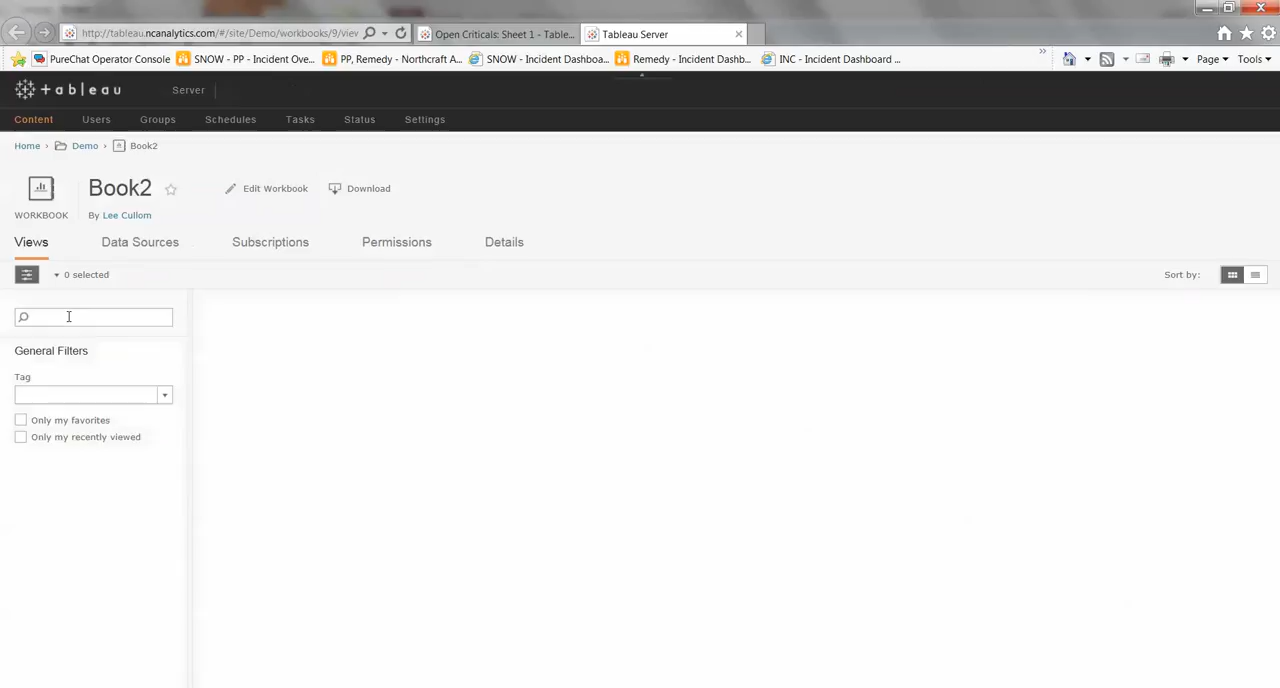 http://tableau.ncanalytics.com/#/site/Demo/workbooks/9/viev
Open Criticals: Sheet 1 - Table...
Tableau Server
PureChat Operator Console
SNOW - PP - Incident Ove...
PP, Remedy - Northcraft A...
SNOW - Incident Dashboa...
Remedy - Incident Dashb...
INC - Incident Dashboard ...
Page
Tools
+ a b l e a u
Server
Content
Users
Groups
Schedules
Tasks
Status
Settings
Home › Demo › Book2
Book2
Edit Workbook
Download
WORKBOOK
By Lee Cullom
Views
Data Sources
Subscriptions
Permissions
Details
0 selected
Sort by:
General Filters
Tag
Only my favorites
Only my recently viewed